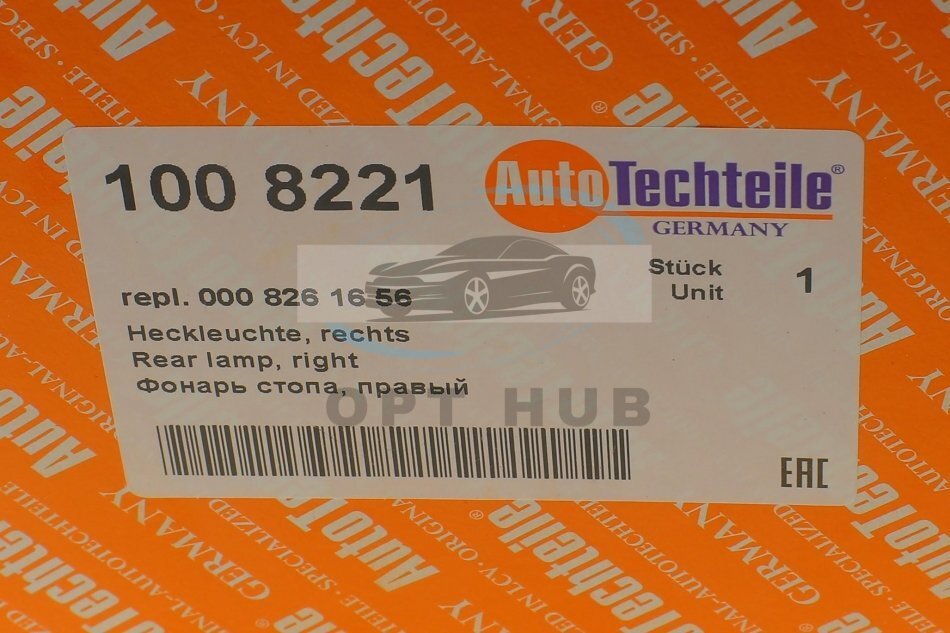 100 8221
AutoTechteile®
GERMANY
Stück 1
Unit
repl. 000 826 16 56
Heckleuchte, rechts
Rear lamp, right
Фонарь стопа, правый
OPT HUB
EAC